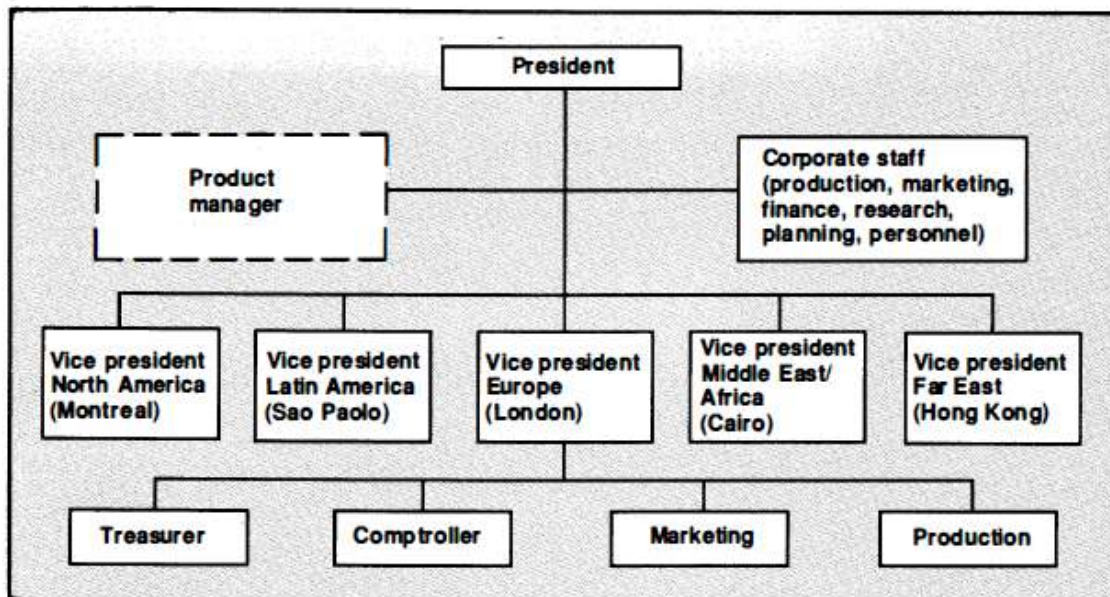 President
Product
manager
Corporate staff
(production, marketing,
finance, research,
planning, personnel)
Vice president
North America
(Montreal)
Vice president
Latin America
(Sao Paolo)
Vice president
Europe
(London)
Vice president
Middle East/
Africa
(Cairo)
Vice president
Far East
(Hong Kong)
Treasurer
Comptroller
Marketing
Production